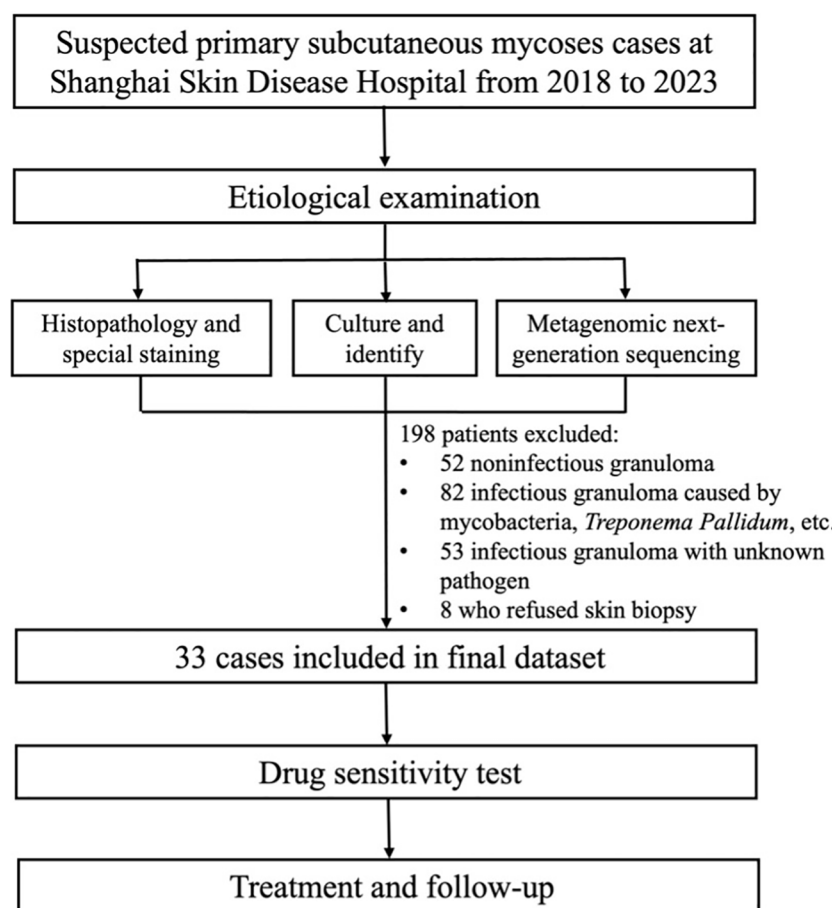 Suspected primary subcutaneous mycoses cases at
Shanghai Skin Disease Hospital from 2018 to 2023
Etiological examination
Histopathology and
special staining
Culture and
identify
Metagenomic next-
generation sequencing
198 patients excluded:
• 52 noninfectious granuloma
• 82 infectious granuloma caused by
mycobacteria, Treponema Pallidum, etc.
• 53 infectious granuloma with unknown
pathogen
• 8 who refused skin biopsy
33 cases included in final dataset
Drug sensitivity test
Treatment and follow-up